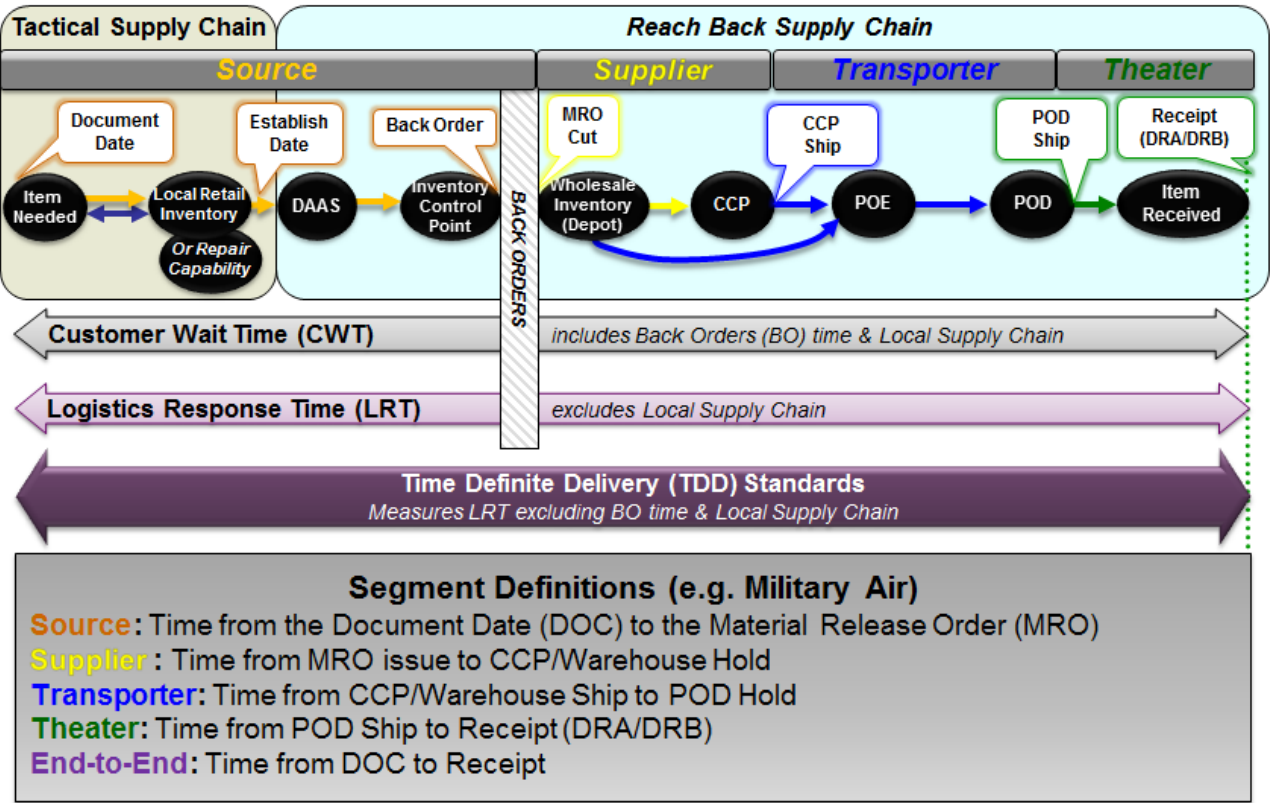 Tactical Supply Chain
Reach Back Supply Chain
Source
Supplier
Transporter
Theater
Document
Date
Establish
Date
Back Order
MRO
Cut
CCP
Ship
POD
Ship
Receipt
(DRA/DRB)
Item
Needed
Local Retail
Inventory
Or Repair
Capability
DAAS
Inventory
Control
Point
BACK ORDERS
Wholesale
Inventory
(Depot)
CCP
POE
POD
Item
Received
Customer Wait Time (CWT)
includes Back Orders (BO) time & Local Supply Chain
Logistics Response Time (LRT)
excludes Local Supply Chain
Time Definite Delivery (TDD) Standards
Measures LRT excluding BO time & Local Supply Chain
Segment Definitions (e.g. Military Air)
Source: Time from the Document Date (DOC) to the Material Release Order (MRO)
Supplier : Time from MRO issue to CCP/Warehouse Hold
Transporter: Time from CCP/Warehouse Ship to POD Hold
Theater: Time from POD Ship to Receipt (DRA/DRB)
End-to-End: Time from DOC to Receipt